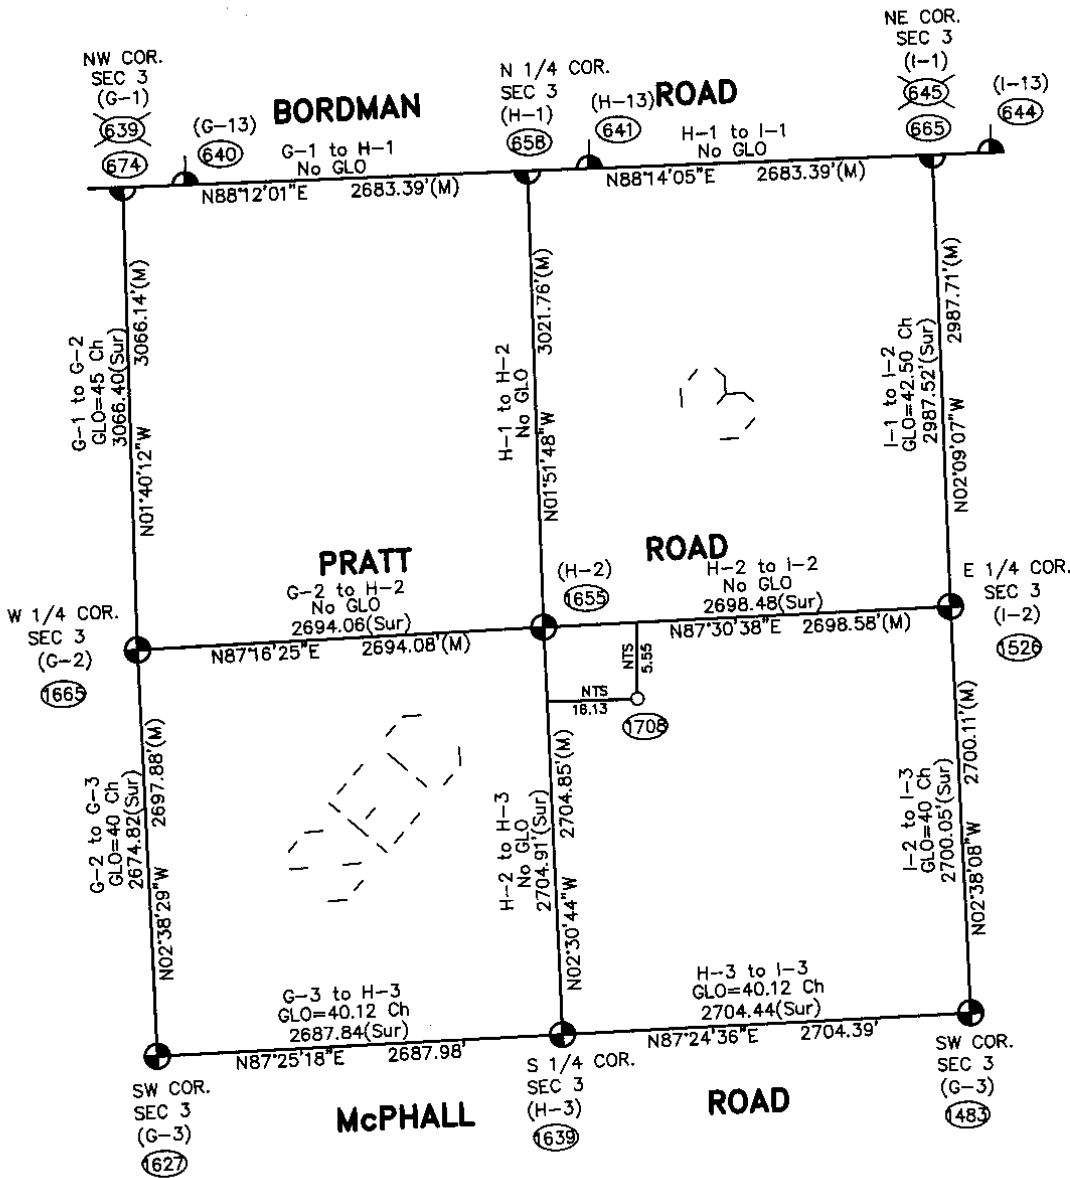 NW COR.
SEC 3
(G-1)
639
674
(G-13)
640
BORDMAN
G-1 to H-1
No GLO
N88°12'01"E 2683.39'(M)
N 1/4 COR.
SEC 3
(H-1)
658
(H-13)
641
ROAD
H-1 to I-1
No GLO
N88°14'05"E 2683.39'(M)
NE COR.
SEC 3
(I-1)
645
665
(I-13)
644
G-1 to G-2
GLO=45 Ch
3066.40(Sur)
N01°40'12"W 3066.14'(M)
H-1 to H-2
No GLO
N01°51'48"W 3021.76'(M)
I-1 to I-2
GLO=42.50 Ch
2987.52'(Sur)
N02°09'07"W 2987.71'(M)
W 1/4 COR.
SEC 3
(G-2)
1665
PRATT
G-2 to H-2
No GLO
2694.06(Sur)
N87°16'25"E 2694.08'(M)
(H-2)
1655
ROAD
H-2 to I-2
No GLO
2698.48(Sur)
N87°30'38"E 2698.58'(M)
E 1/4 COR.
SEC 3
(I-2)
1526
NTS
5.55
NTS
18.13
1708
G-2 to G-3
GLO=40 Ch
2674.82(Sur)
N02°38'29"W 2697.88'(M)
H-2 to H-3
No GLO
2704.91'(Sur)
N02°30'44"W 2704.85'(M)
I-2 to I-3
GLO=40 Ch
2700.05'(Sur)
N02°38'08"W 2700.11'(M)
G-3 to H-3
GLO=40.12 Ch
2687.84(Sur)
N87°25'18"E 2687.98'
H-3 to I-3
GLO=40.12 Ch
2704.44(Sur)
N87°24'36"E 2704.39'
SW COR.
SEC 3
(G-3)
1627
McPHALL
S 1/4 COR.
SEC 3
(H-3)
1639
ROAD
SW COR.
SEC 3
(G-3)
1483